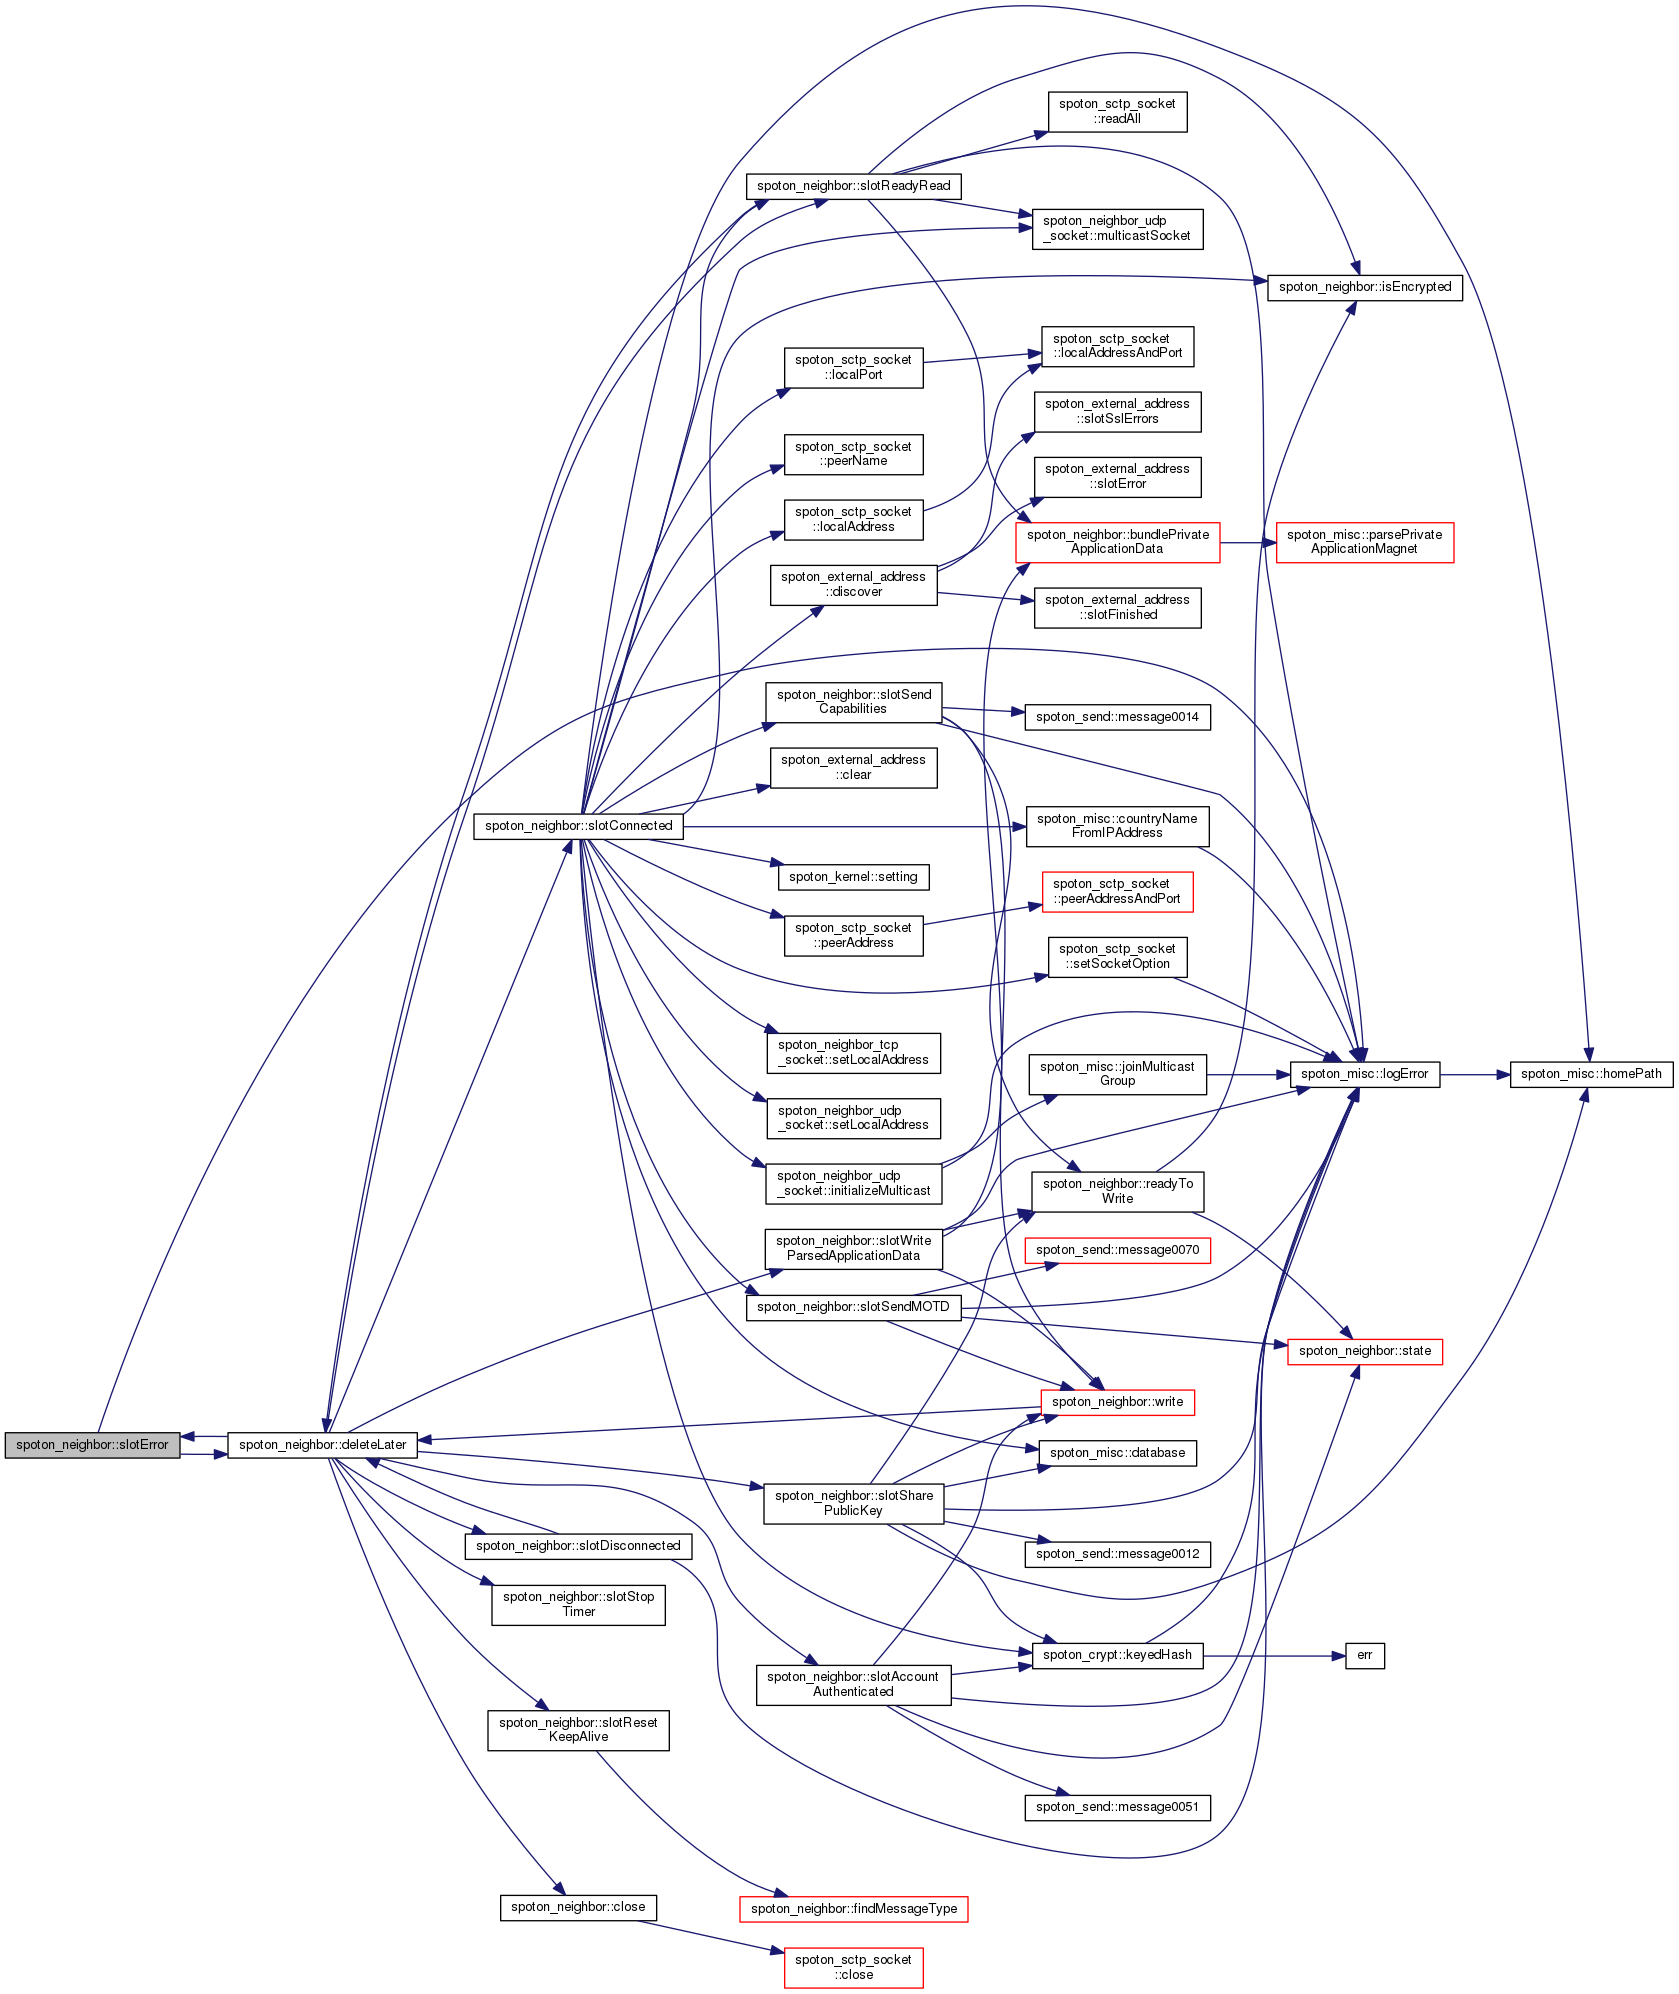 spoton_sctp_socket
::readAll
spoton_neighbor::slotReadyRead
spoton_neighbor_udp
_socket::multicastSocket
spoton_neighbor::isEncrypted
spoton_sctp_socket
::localAddressAndPort
spoton_sctp_socket
::localPort
spoton_external_address
::slotSslErrors
spoton_sctp_socket
::peerName
spoton_external_address
::slotError
spoton_sctp_socket
::localAddress
spoton_neighbor::bundlePrivate
ApplicationData
spoton_misc::parsePrivate
ApplicationMagnet
spoton_external_address
::discover
spoton_external_address
::slotFinished
spoton_neighbor::slotSend
Capabilities
spoton_send::message0014
spoton_external_address
::clear
spoton_neighbor::slotConnected
spoton_misc::countryName
FromIPAddress
spoton_kernel::setting
spoton_sctp_socket
::peerAddressAndPort
spoton_sctp_socket
::peerAddress
spoton_sctp_socket
::setSocketOption
spoton_neighbor_tcp
_socket::setLocalAddress
spoton_misc::joinMulticast
Group
spoton_misc::logError
spoton_misc::homePath
spoton_neighbor_udp
_socket::setLocalAddress
spoton_neighbor_udp
_socket::initializeMulticast
spoton_neighbor::readyTo
Write
spoton_neighbor::slotWrite
ParsedApplicationData
spoton_send::message0070
spoton_neighbor::slotSendMOTD
spoton_neighbor::state
spoton_neighbor::write
spoton_neighbor::slotError
spoton_neighbor::deleteLater
spoton_misc::database
spoton_neighbor::slotShare
PublicKey
spoton_neighbor::slotDisconnected
spoton_send::message0012
spoton_neighbor::slotStop
Timer
spoton_crypt::keyedHash
err
spoton_neighbor::slotAccount
Authenticated
spoton_neighbor::slotReset
KeepAlive
spoton_send::message0051
spoton_neighbor::close
spoton_neighbor::findMessageType
spoton_sctp_socket
::close